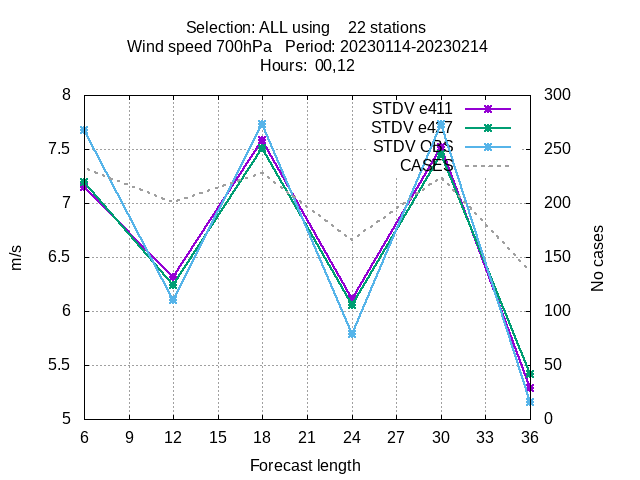 Selection: ALL using 22 stations
Wind speed 700hPa Period: 20230114-20230214
Hours: 00,12
8 300
STDV e411
STDV e437
7.5 STDV OBS 250
CASES
7 200
6.5 150
m/s
No cases
6 100
5.5 50
5 0
6 9 12 15 18 21 24 27 30 33 36
Forecast length